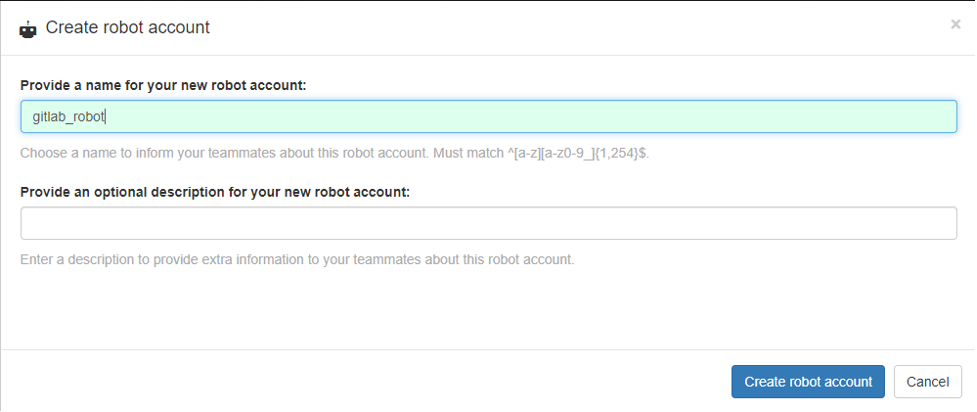 Create robot account
×
Provide a name for your new robot account:
gitlab_robot
Choose a name to inform your teammates about this robot account. Must match ^[a-z][a-z0-9_]{1,254}$.
Provide an optional description for your new robot account:
Enter a description to provide extra information to your teammates about this robot account.
Create robot account
Cancel